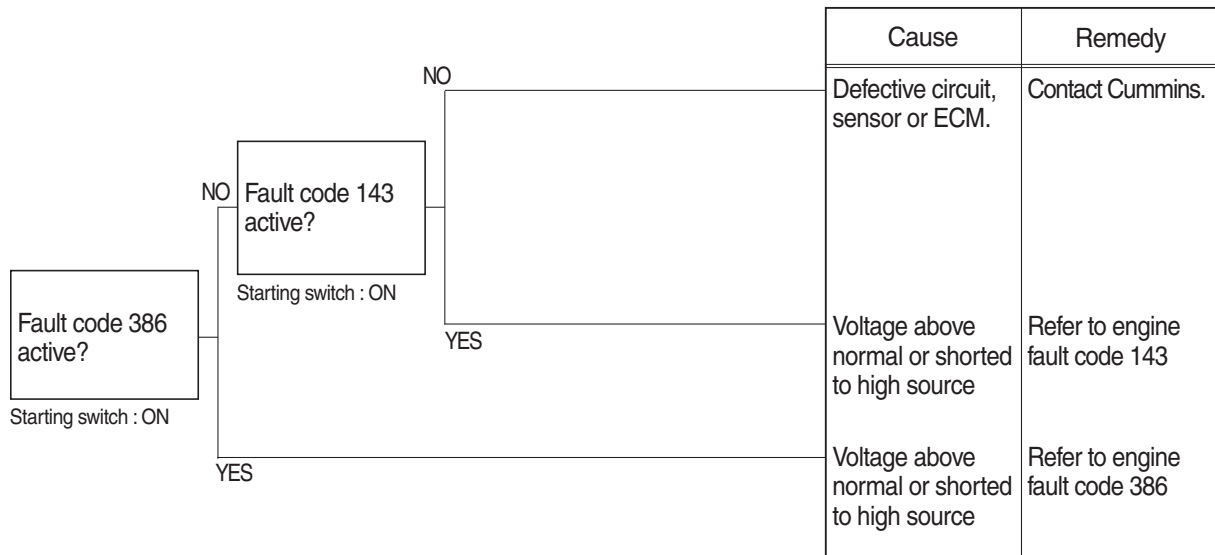 Cause
Remedy
NO
Defective circuit,
sensor or ECM.
Contact Cummins.
NO
Fault code 143
active?
Starting switch : ON
YES
Voltage above
normal or shorted
to high source
Refer to engine
fault code 143
Fault code 386
active?
Starting switch : ON
YES
Voltage above
normal or shorted
to high source
Refer to engine
fault code 386